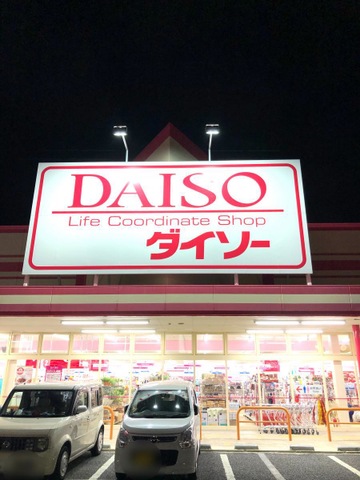 DAISO
Life Coordinate Shop
ダイソー